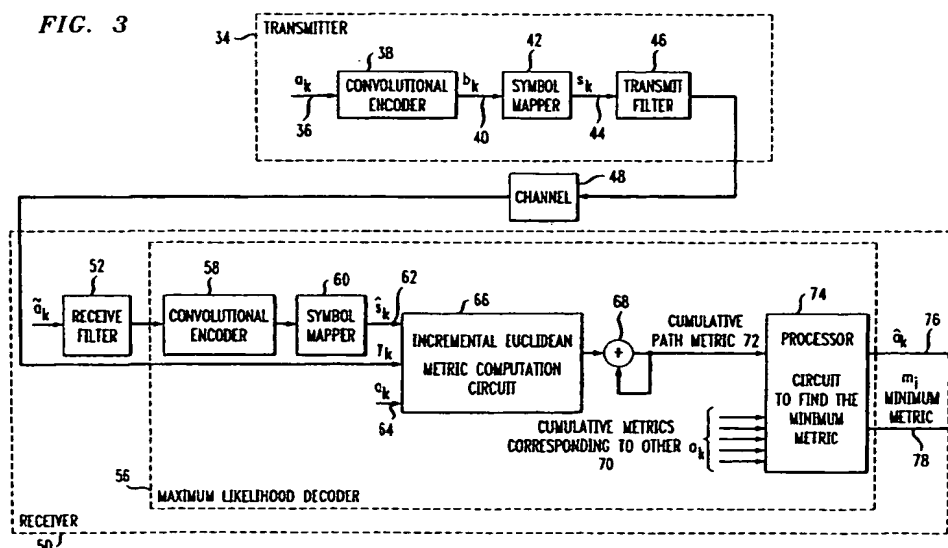 FIG. 3
34
TRANSMITTER
38
42
46
a_k
CONVOLUTIONAL
ENCODER
b_k
SYMBOL
MAPPER
s_k
TRANSMIT
FILTER
36
40
44
CHANNEL
48
52
58
60
62
66
68
74
76
ã_k
RECEIVE
FILTER
CONVOLUTIONAL
ENCODER
SYMBOL
MAPPER
ŝ_k
γ_k
c_k
64
INCREMENTAL EUCLIDEAN
METRIC COMPUTATION
CIRCUIT
+
CUMULATIVE
PATH METRIC 72
PROCESSOR
CIRCUIT
TO FIND THE
MINIMUM
METRIC
â_k
m_i
MINIMUM
METRIC
78
CUMULATIVE METRICS
CORRESPONDING TO OTHER a_k
70
56
MAXIMUM LIKELIHOOD DECODER
RECEIVER
50